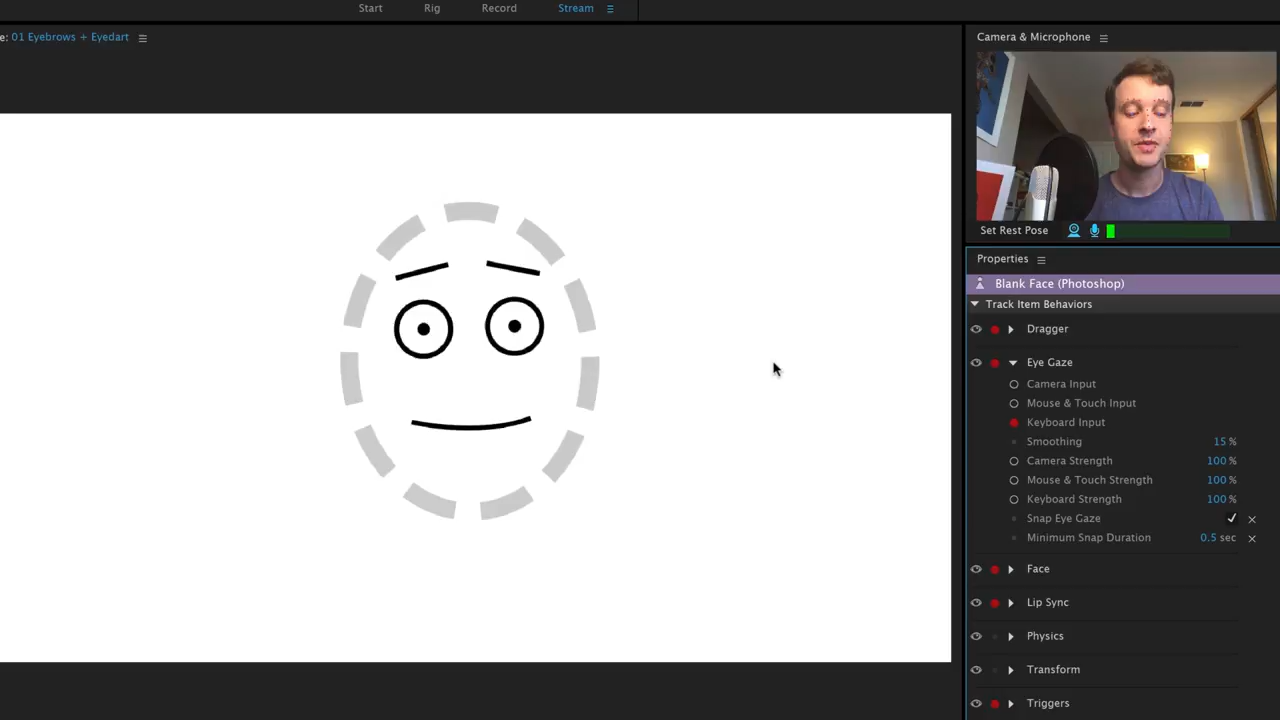 Start Rig Record Stream
e: 01 Eyebrows + Eyedart
Camera & Microphone
Set Rest Pose
Properties
Blank Face (Photoshop)
Track Item Behaviors
Dragger
Eye Gaze
Camera Input
Mouse & Touch Input
Keyboard Input
Smoothing 15 %
Camera Strength 100 %
Mouse & Touch Strength 100 %
Keyboard Strength 100 %
Snap Eye Gaze
Minimum Snap Duration 0.5 sec
Face
Lip Sync
Physics
Transform
Triggers